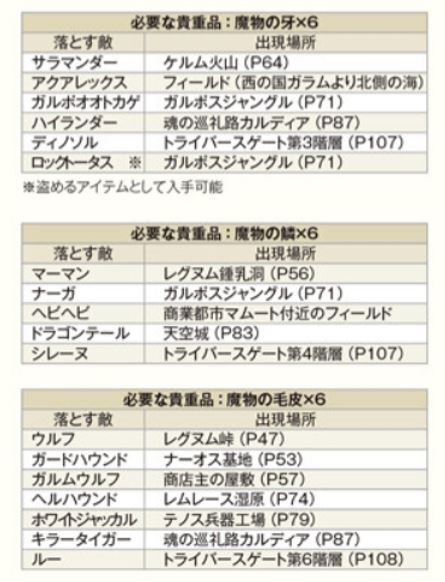 必要な貴重品：魔物の牙×6
落とす敵 出現場所
サラマンダー ケルム火山（P64）
アクアレックス フィールド（西の国ガラムより北側の海）
ガルポオオトカゲ ガルポスジャングル（P71）
ハイランダー 魂の巡礼路カルディア（P87）
ディノソル トライバースゲート第3階層（P107）
ロックトータス ※ ガルポスジャングル（P71）
※盗めるアイテムとして入手可能
必要な貴重品：魔物の鱗×6
落とす敵 出現場所
マーマン レグヌム鍾乳洞（P56）
ナーガ ガルポスジャングル（P71）
ヘビヘビ 商業都市マムート付近のフィールド
ドラゴンテール 天空城（P83）
シレーヌ トライバースゲート第4階層（P107）
必要な貴重品：魔物の毛皮×6
落とす敵 出現場所
ウルフ レグヌム峠（P47）
ガードハウンド ナーオス基地（P53）
ガルムウルフ 商店主の屋敷（P57）
ヘルハウンド レムレース湿原（P74）
ホワイトジャッカル テノス兵器工場（P79）
キラータイガー 魂の巡礼路カルディア（P87）
ルー トライバースゲート第6階層（P108）